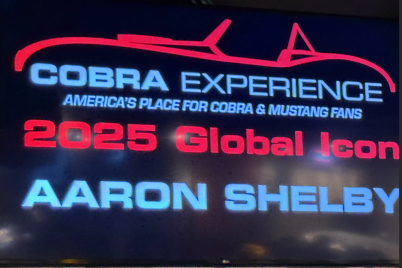 COBRA EXPERIENCE
AMERICA'S PLACE FOR COBRA & MUSTANG FANS
2025 Global Icon
AARON SHELBY